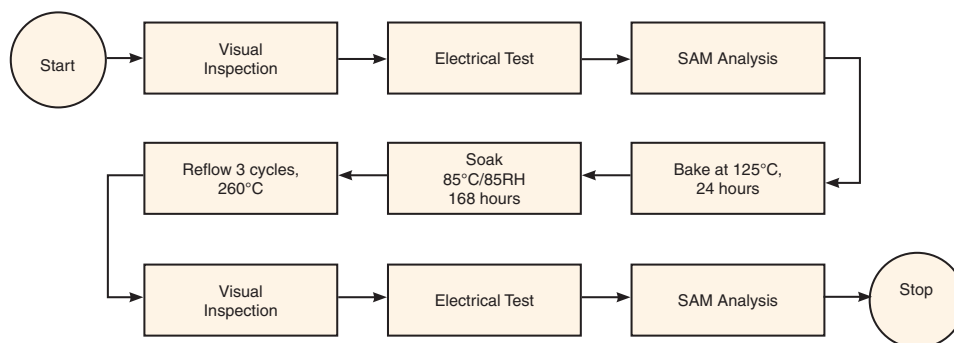 Start
Visual
Inspection
Electrical Test
SAM Analysis
Bake at 125°C,
24 hours
Soak
85°C/85RH
168 hours
Reflow 3 cycles,
260°C
Visual
Inspection
Electrical Test
SAM Analysis
Stop